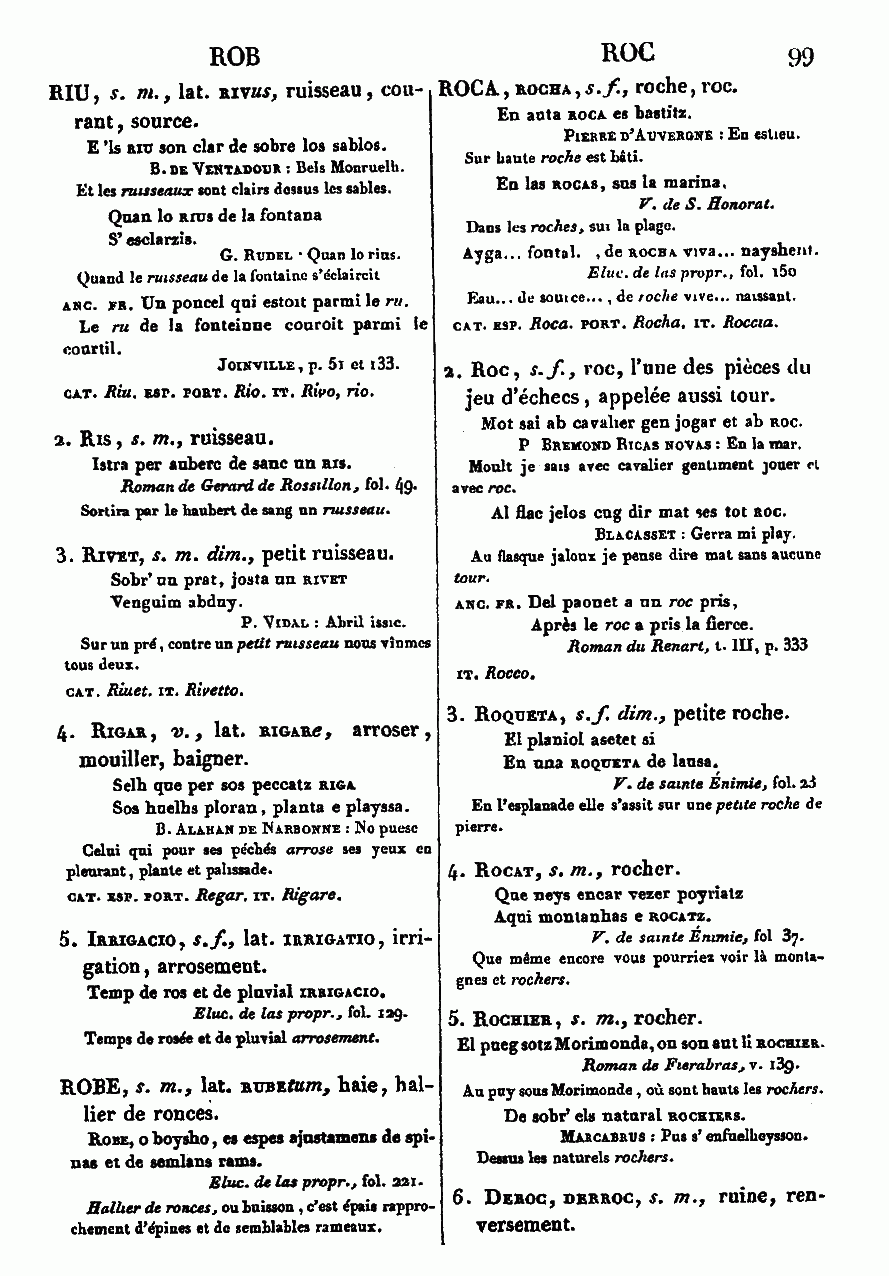 ROB
ROC
99
RIU, s. m., lat. RIVUS, ruisseau, cou-
rant, source.
E 'ls RIU son clar de sobre los sablos.
B. DE VENTADOUR : Bels Monruelh.
Et les ruisseaux sont clairs dessus les sables.
Quan lo RIUS de la fontana
S' esclarzis.
G. RUDEL · Quan lo rius.
Quand le ruisseau de la fontaine s'éclaircit
ANC. FR. Un poncel qui estoit parmi le ru.
Le ru de la fonteinne couroit parmi le
courtil.
JOINVILLE, p. 51 et 133.
CAT. Riu. ESP. PORT. Rio. IT. Rivo, rio.
2. RIS, s. m., ruisseau.
Istra per auberc de sanc un RIS.
Roman de Gerard de Rossillon, fol. 49.
Sortira par le haubert de sang un ruisseau.
3. RIVET, s. m. dim., petit ruisseau.
Sobr' un prat, josta un RIVET
Venguim abduy.
P. VIDAL : Abril issic.
Sur un pré, contre un petit ruisseau nous vînmes
tous deux.
CAT. Riuet. IT. Rivetto.
4. RIGAR, v., lat. RIGARe, arroser,
mouiller, baigner.
Selh que per sos peccatz RIGA
Sos huelhs ploran, planta e playssa.
B. ALAHAN DE NARBONNE : No puesc
Celui qui pour ses péchés arrose ses yeux en
pleurant, plante et palissade.
CAT. ESP. PORT. Regar. IT. Rigare.
5. IRRIGACIO, s. f., lat. IRRIGATIO, irri-
gation, arrosement.
Temp de ros et de pluvial IRRIGACIO.
Eluc. de las propr., fol. 129.
Temps de rosée et de pluvial arrosement.
ROBE, s. m., lat. RUBEtum, haie, hal-
lier de ronces.
ROBE, o boysho, es espes ajustamens de spi-
nas et de semlans rams.
Eluc. de las propr., fol. 221.
Hallier de ronces, ou buisson, c'est épais rappro-
chement d'épines et de semblables rameaux.
ROCA, ROCHA, s. f., roche, roc.
En auta ROCA es bastitz.
PIERRE D'AUVERGNE : En estieu.
Sur haute roche est bâti.
En las ROCAS, sus la marina.
V. de S. Honorat.
Dans les roches, sur la plage.
Ayga... fontal. , de ROCHA viva... nayshent.
Eluc. de las propr., fol. 150
Eau... de source..., de roche vive... naissant.
CAT. ESP. Roca. PORT. Rocha. IT. Roccia.
2. ROC, s. f., roc, l'une des pièces du
jeu d'échecs, appelée aussi tour.
Mot sai ab cavalier gen jogar et ab ROC.
P BREMOND RICAS NOVAS : En la mar.
Moult je sais avec cavalier gentiment jouer et
avec roc.
Al flac jelos cug dir mat ses tot ROC.
BLACASSET : Gerra mi play.
Au flasque jaloux je pense dire mat sans aucune
tour.
ANC. FR. Del paonet a un roc pris,
Après le roc a pris la fierce.
Roman du Renart, t. III, p. 333
IT. Rocco.
3. ROQUETA, s. f. dim., petite roche.
El planiol asetet si
En una ROQUETA de lausa.
V. de sainte Énimie, fol. 23
En l'esplanade elle s'assit sur une petite roche de
pierre.
4. ROCAT, s. m., rocher.
Que neys encar vezer poyriatz
Aqui montanhas e ROCATZ.
V. de sainte Énimie, fol 37.
Que même encore vous pourriez voir là monta-
gnes et rochers.
5. ROCHIER, s. m., rocher.
El pueg sotz Morimonda, on son aut li ROCHIER.
Roman de Fierabras, v. 139.
Au puy sous Morimonde, où sont hauts les rochers.
De sobr' els natural ROCHIERS.
MARCABRUS : Pus s' enfuelheysson.
Dessus les naturels rochers.
6. DEROC, DERROC, s. m., ruine, ren-
versement.